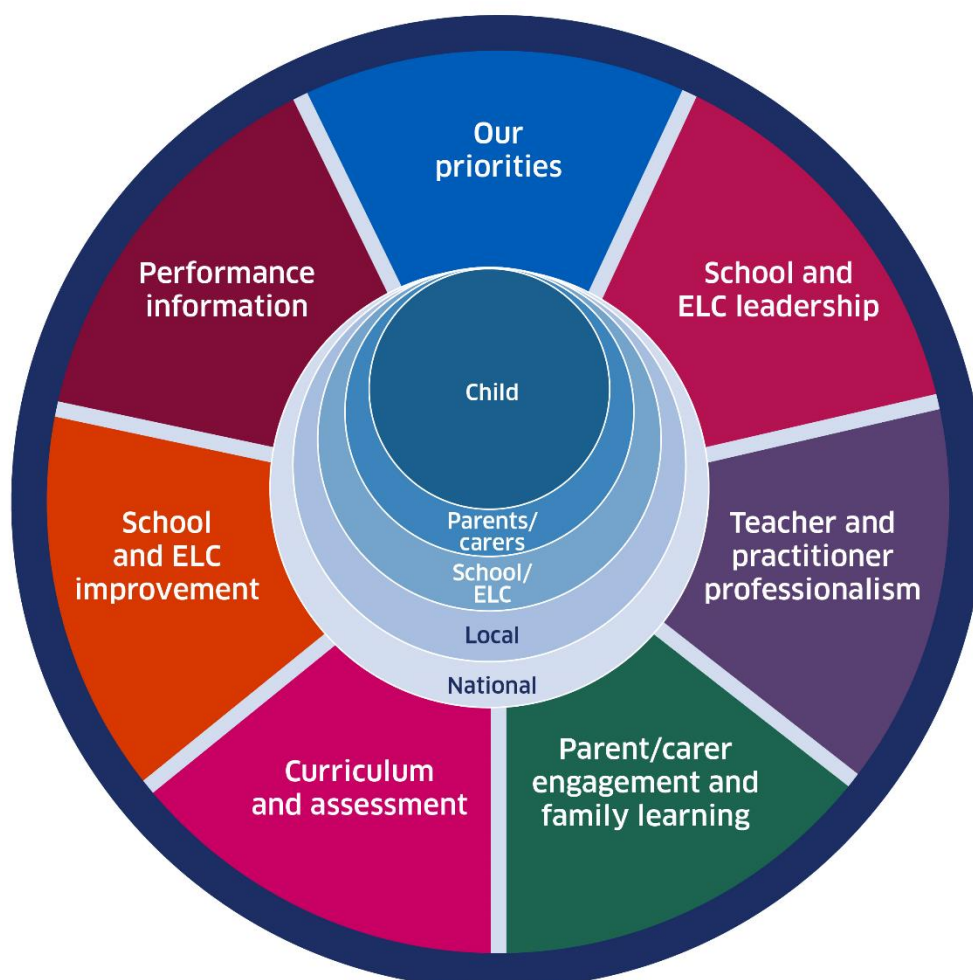 Our
priorities
School and
ELC leadership
Teacher and
practitioner
professionalism
Parent/carer
engagement and
family learning
Curriculum
and assessment
School
and ELC
improvement
Performance
information
Child
Parents/
carers
School/
ELC
Local
National